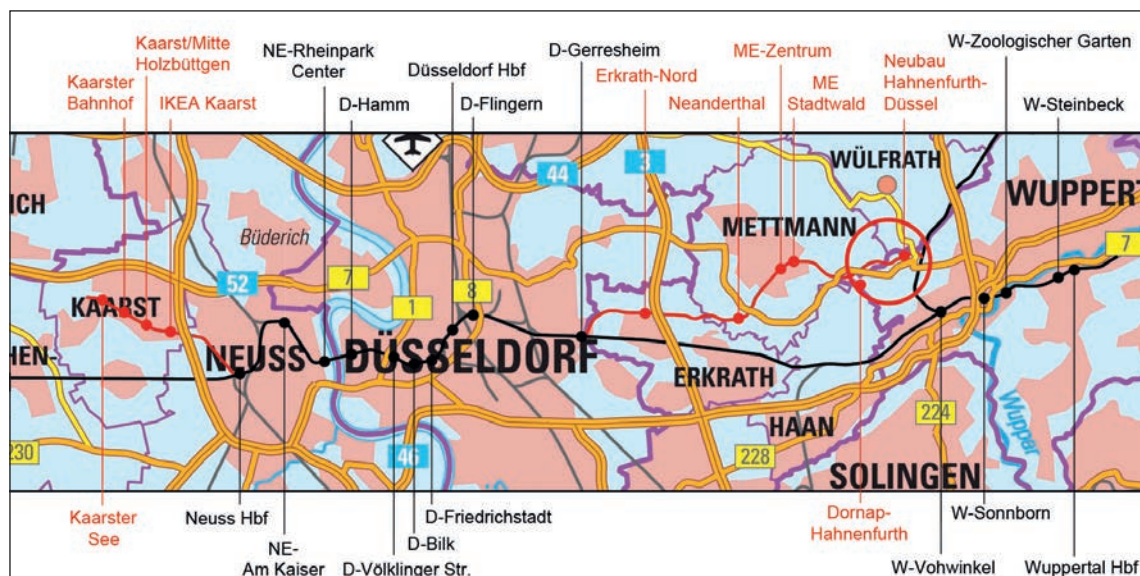 Kaarster
Bahnhof
Kaarst/Mitte
Holzbüttgen
IKEA Kaarst
NE-Rheinpark
Center
D-Hamm
Düsseldorf Hbf
D-Flingern
D-Gerresheim
Erkrath-Nord
Neanderthal
ME-Zentrum
ME
Stadtwald
Neubau
Hahnenfurth-
Düssel
W-Zoologischer Garten
W-Steinbeck
44
3
WÜLFRATH
WUPPERT
RICH
Büderich
METTMANN
52
7
1
8
7
KAARST
NEUSS
DÜSSELDORF
HEN-
ERKRATH
HAAN
224
Wupper
230
46
228
SOLINGEN
Kaarster
See
Neuss Hbf
NE-
Am Kaiser
D-Völklinger Str.
D-Bilk
D-Friedrichstadt
Dornap-
Hahnenfurth
W-Vohwinkel
W-Sonnborn
Wuppertal Hbf